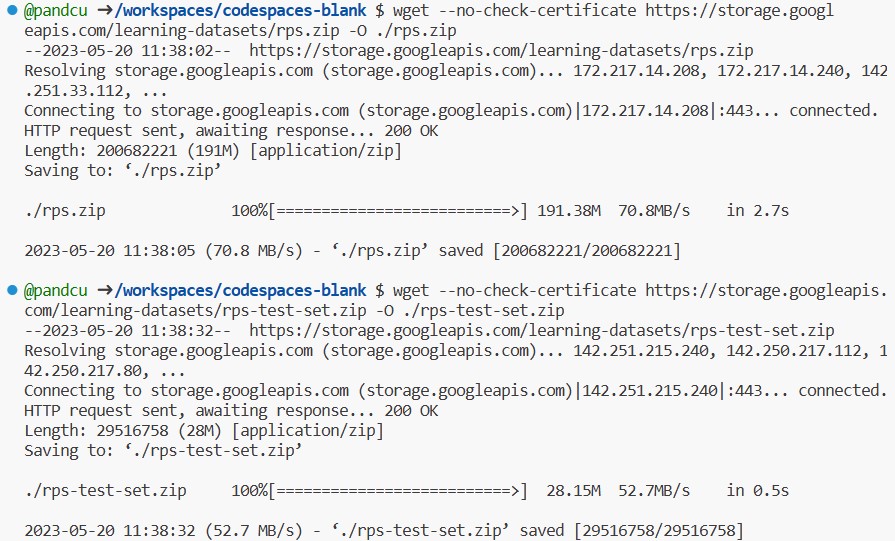 @pandcu ➜/workspaces/codespaces-blank $ wget --no-check-certificate https://storage.googl
eapis.com/learning-datasets/rps.zip -O ./rps.zip
--2023-05-20 11:38:02--  https://storage.googleapis.com/learning-datasets/rps.zip
Resolving storage.googleapis.com (storage.googleapis.com)... 172.217.14.208, 172.217.14.240, 142
.251.33.112, ...
Connecting to storage.googleapis.com (storage.googleapis.com)|172.217.14.208|:443... connected.
HTTP request sent, awaiting response... 200 OK
Length: 200682221 (191M) [application/zip]
Saving to: ‘./rps.zip’
./rps.zip              100%[==========================>] 191.38M  70.8MB/s    in 2.7s
2023-05-20 11:38:05 (70.8 MB/s) - ‘./rps.zip’ saved [200682221/200682221]
@pandcu ➜/workspaces/codespaces-blank $ wget --no-check-certificate https://storage.googleapis.
com/learning-datasets/rps-test-set.zip -O ./rps-test-set.zip
--2023-05-20 11:38:32--  https://storage.googleapis.com/learning-datasets/rps-test-set.zip
Resolving storage.googleapis.com (storage.googleapis.com)... 142.251.215.240, 142.250.217.112, 1
42.250.217.80, ...
Connecting to storage.googleapis.com (storage.googleapis.com)|142.251.215.240|:443... connected.
HTTP request sent, awaiting response... 200 OK
Length: 29516758 (28M) [application/zip]
Saving to: ‘./rps-test-set.zip’
./rps-test-set.zip     100%[==========================>]  28.15M  52.7MB/s    in 0.5s
2023-05-20 11:38:32 (52.7 MB/s) - ‘./rps-test-set.zip’ saved [29516758/29516758]